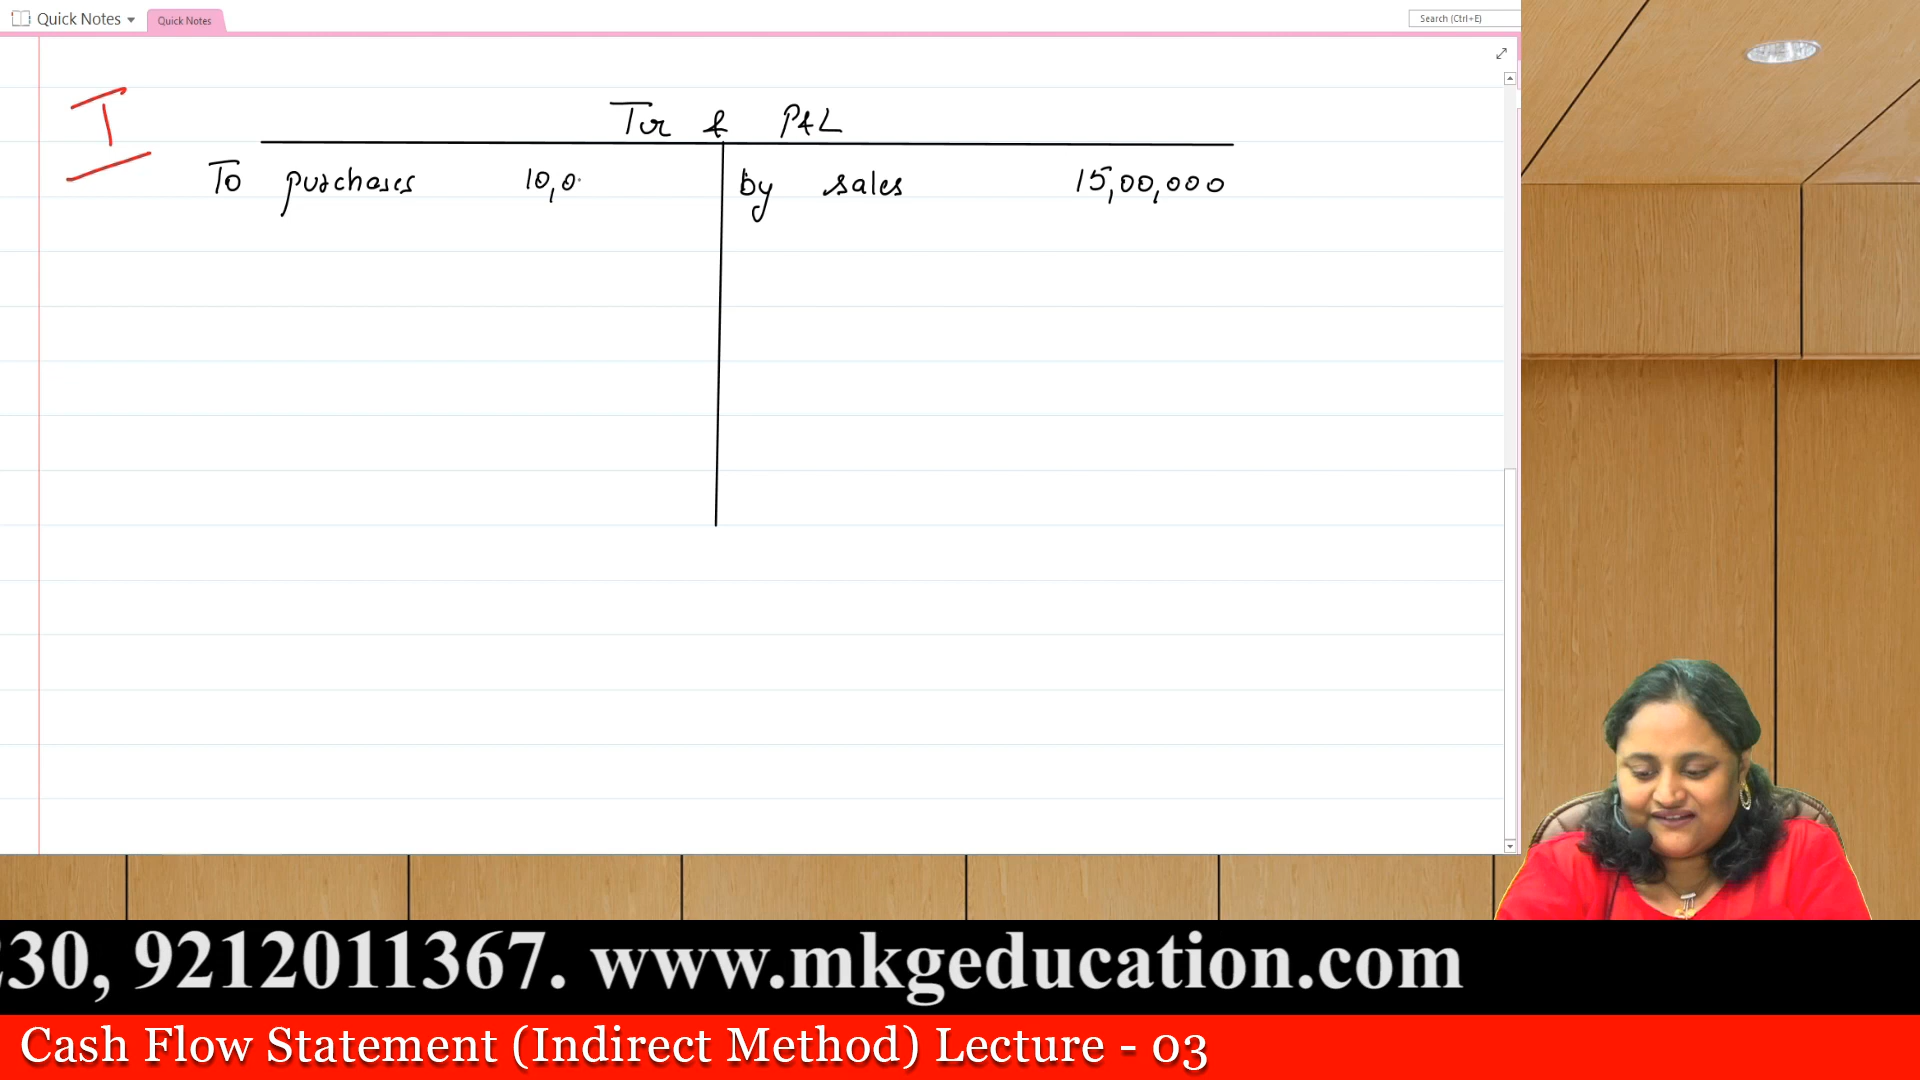 Quick Notes
Quick Notes
Search (Ctrl+E)
I
Tr & P&L
To purchases 10,0
by sales 15,00,000
230, 9212011367. www.mkgeducation.com
Cash Flow Statement (Indirect Method) Lecture - 03